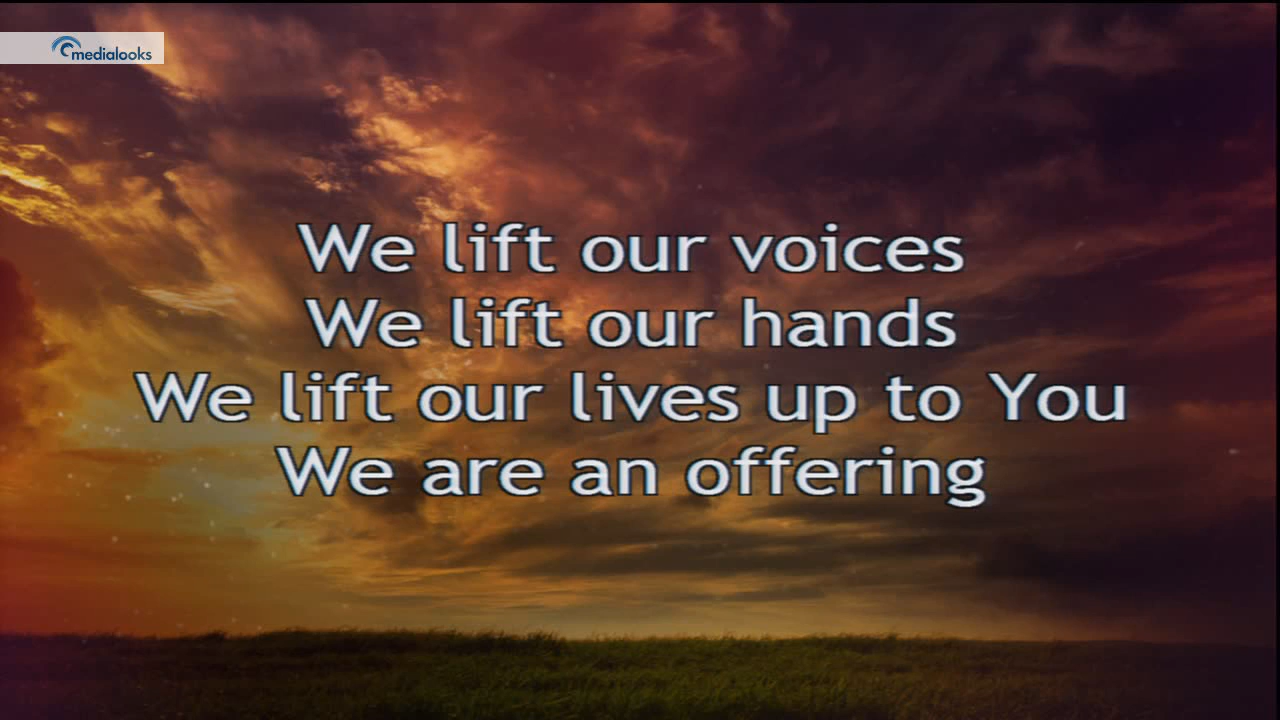 medialooks
We lift our voices
We lift our hands
We lift our lives up to You
We are an offering